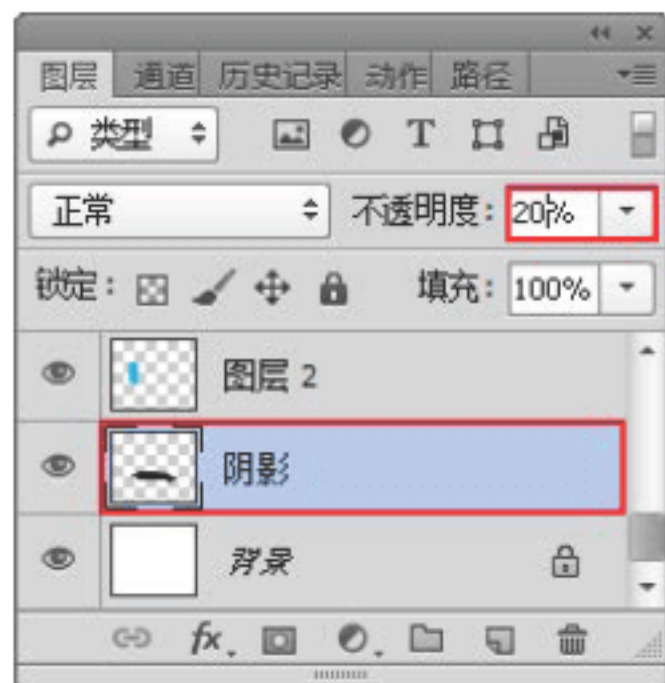 图层 通道 历史记录 动作 路径
类型 T
正常 不透明度: 20%
锁定: 填充: 100%
图层 2
阴影
背景
fx.